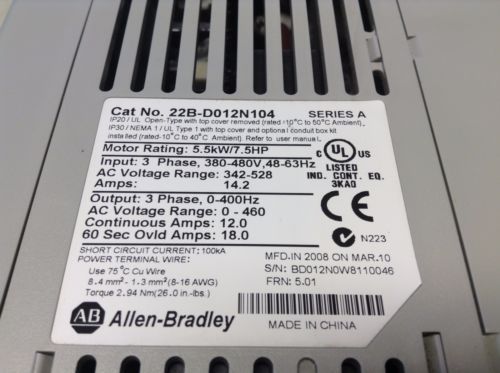 Cat No. 22B-D012N104 SERIES A
IP20 / UL Open-Type with top cover removed (rated -10°C to 50°C Ambient),
IP30 / NEMA 1 / UL Type 1 with top cover and optional conduit box kit
installed (rated-10°C to 40°C Ambient). Refer to user manual.
Motor Rating: 5.5kW/7.5HP
Input: 3 Phase, 380-480V,48-63Hz
AC Voltage Range: 342-528
Amps: 14.2
Output: 3 Phase, 0-400Hz
AC Voltage Range: 0 - 460
Continuous Amps: 12.0
60 Sec Ovld Amps: 18.0
C UL US
LISTED
IND. CONT. EQ.
3KA0
CE
N223
SHORT CIRCUIT CURRENT: 100kA
POWER TERMINAL WIRE:
Use 75°C Cu Wire
8.4mm² - 1.3mm² (8-16 AWG)
Torque 2.94 Nm (26.0 in.-lbs.)
MFD.IN 2008 ON MAR.10
S/N: BD012N0W8110046
FRN: 5.01
AB Allen-Bradley
MADE IN CHINA